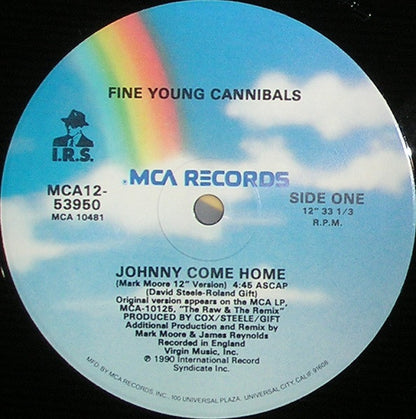 FINE YOUNG CANNIBALS
I.R.S.
MCA RECORDS
MCA12-
53950
MCA 10481
SIDE ONE
12" 33 1/3
R.P.M.
JOHNNY COME HOME
(Mark Moore 12" Version) 4:45 ASCAP
(David Steele-Roland Gift)
Original version appears on the MCA LP,
MCA-10125, "The Raw & The Remix"
PRODUCED BY COX/STEELE/GIFT
Additional Production and Remix by
Mark Moore & James Reynolds
Recorded in England
Virgin Music, Inc.
℗ 1990 International Record
Syndicate Inc.
MFD. BY MCA RECORDS, INC., 100 UNIVERSAL PLAZA, UNIVERSAL CITY, CALIF. 91608